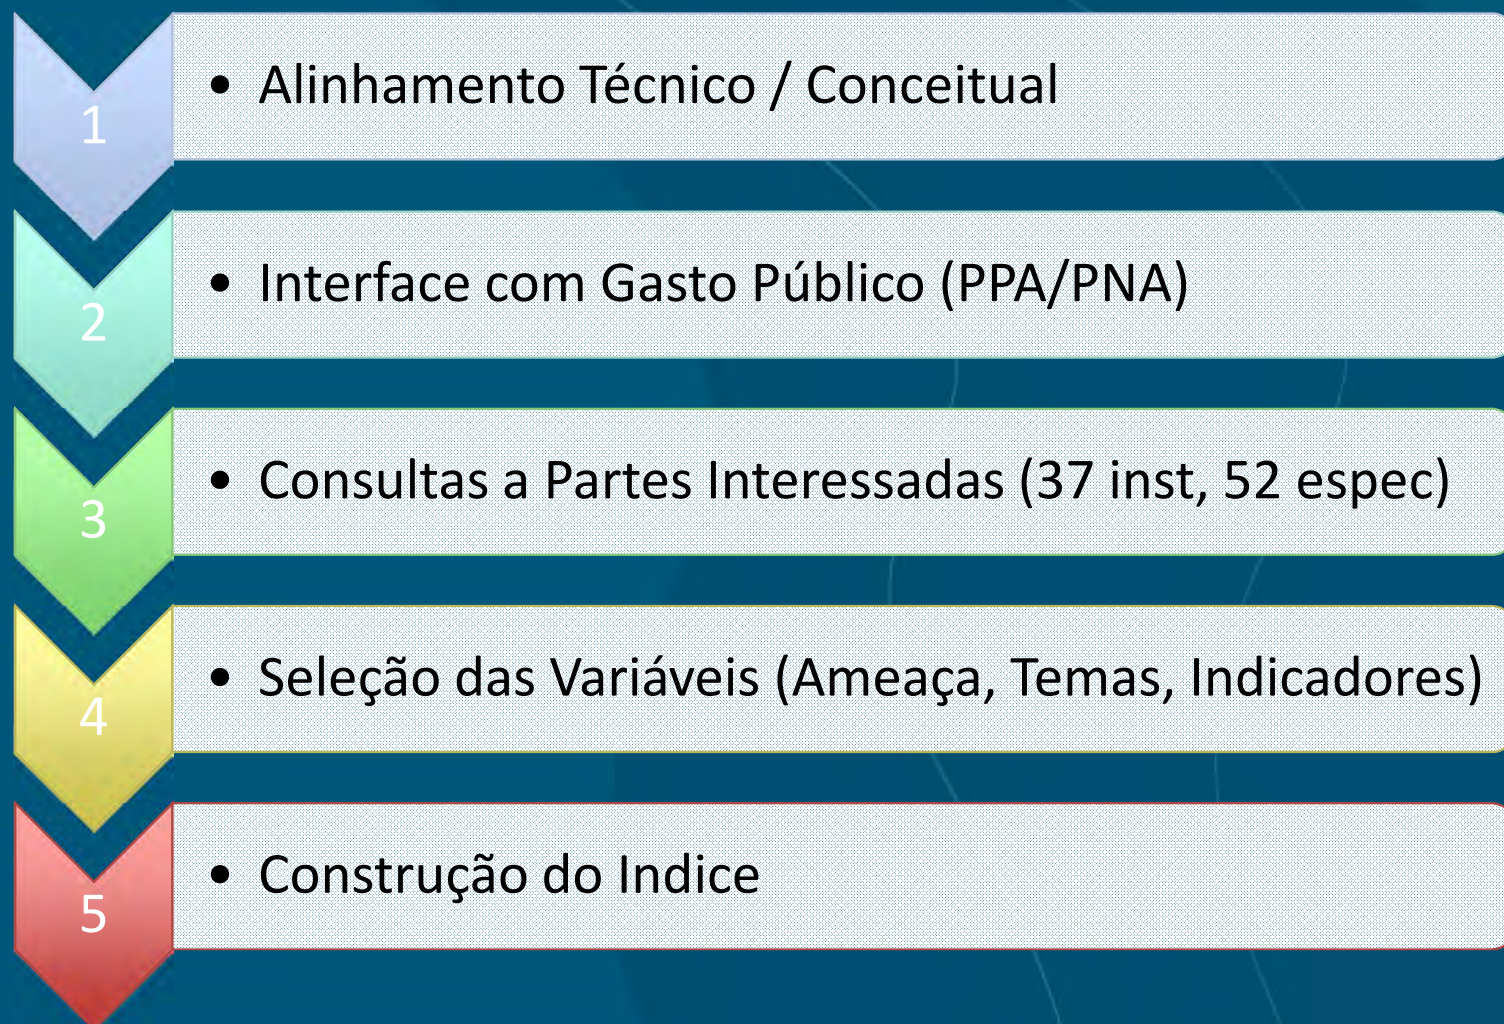 1
• Alinhamento Técnico / Conceitual
2
• Interface com Gasto Público (PPA/PNA)
3
• Consultas a Partes Interessadas (37 inst, 52 espec)
4
• Seleção das Variáveis (Ameaça, Temas, Indicadores)
5
• Construção do Indice